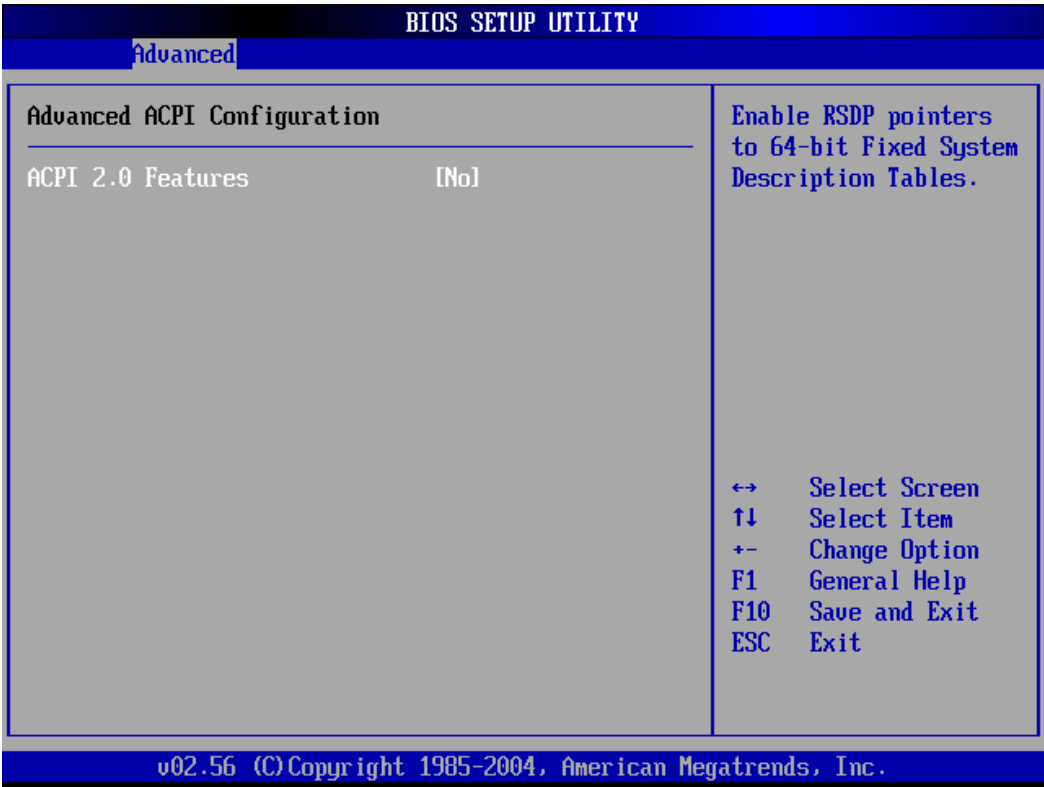 BIOS SETUP UTILITY
Advanced
Advanced ACPI Configuration
ACPI 2.0 Features [No]
Enable RSDP pointers
to 64-bit Fixed System
Description Tables.
←→ Select Screen
↑↓ Select Item
+- Change Option
F1 General Help
F10 Save and Exit
ESC Exit
v02.56 (C)Copyright 1985-2004, American Megatrends, Inc.